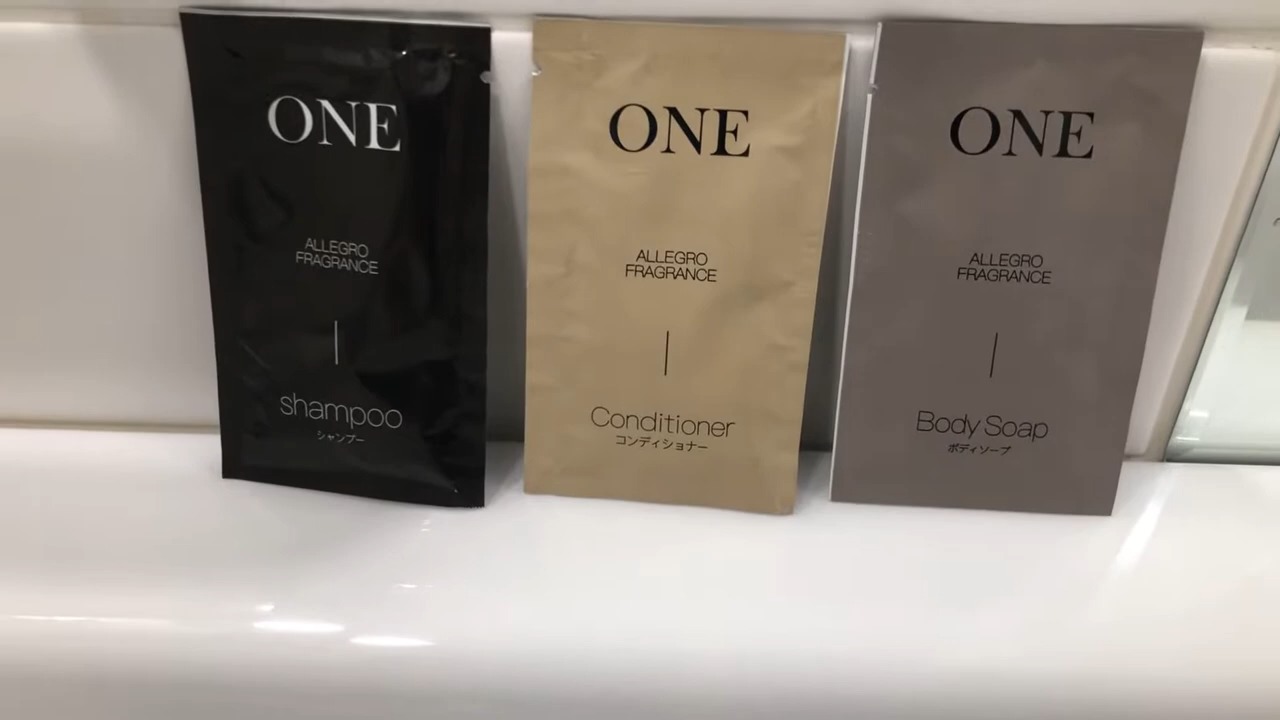 ONE
ALLEGRO
FRAGRANCE
shampoo
シャンプー
ONE
ALLEGRO
FRAGRANCE
Conditioner
コンディショナー
ONE
ALLEGRO
FRAGRANCE
Body Soap
ボディソープ